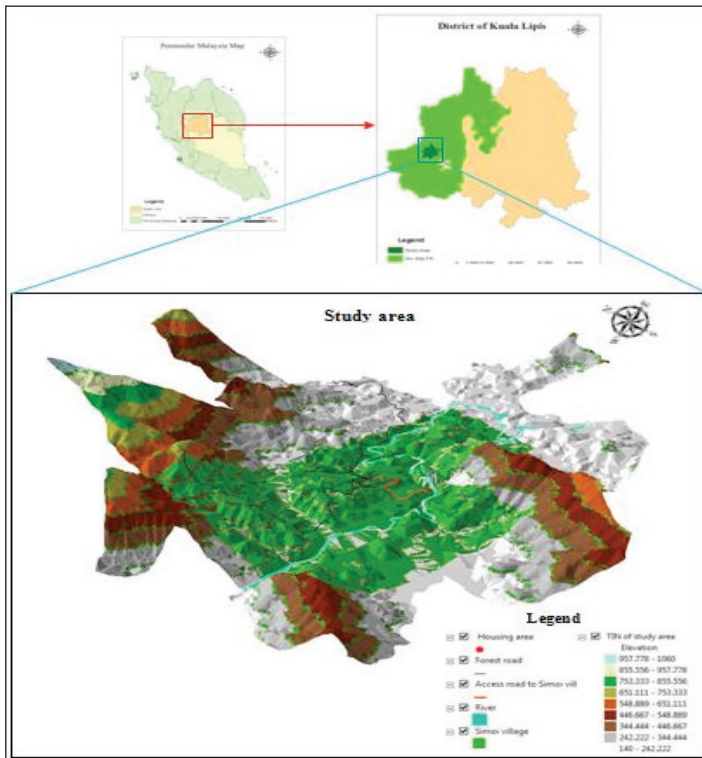 Peninsular Malaysia Map
District of Kuala Lipis
Legend
Legend
Study area
Study area
Legend
Housing area
Forest road
Access road to Simoi vill
River
Simoi village
TIN of study area
Elevation
957.778 - 1060
855.556 - 957.778
753.333 - 855.556
651.111 - 753.333
548.889 - 651.111
446.667 - 548.889
344.444 - 446.667
242.222 - 344.444
140 - 242.222